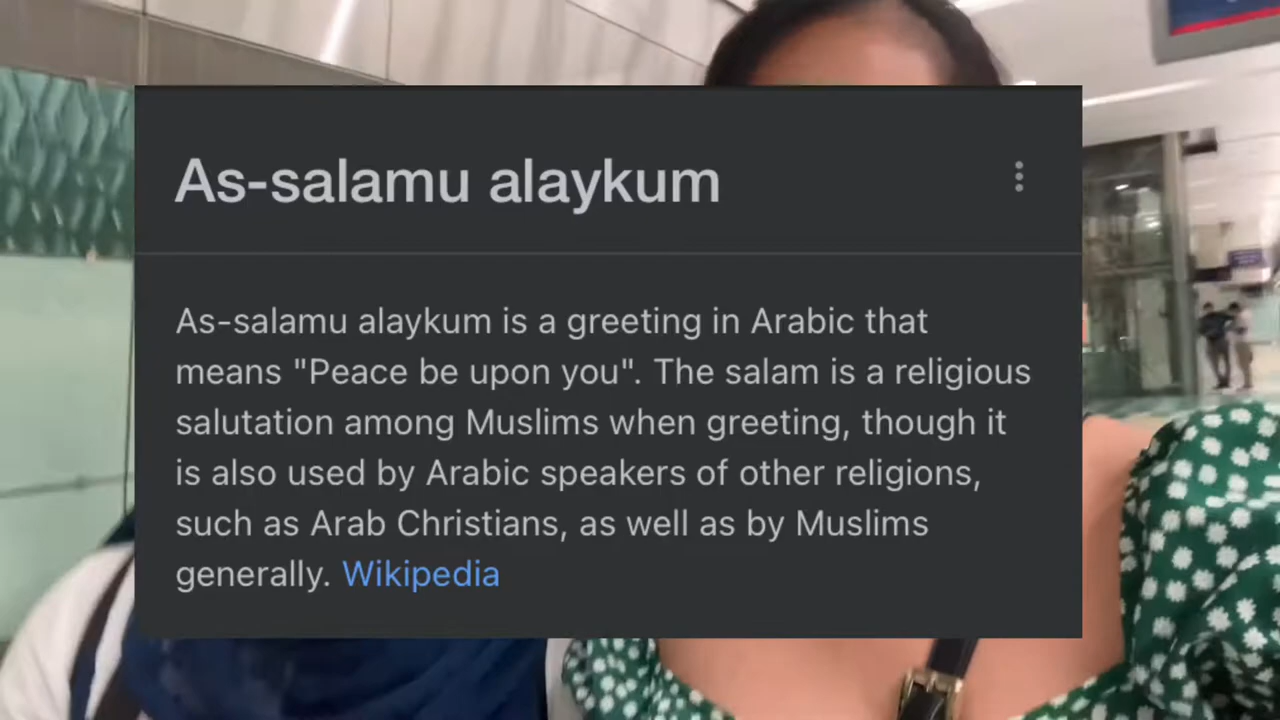 As-salamu alaykum
As-salamu alaykum is a greeting in Arabic that
means "Peace be upon you". The salam is a religious
salutation among Muslims when greeting, though it
is also used by Arabic speakers of other religions,
such as Arab Christians, as well as by Muslims
generally. Wikipedia